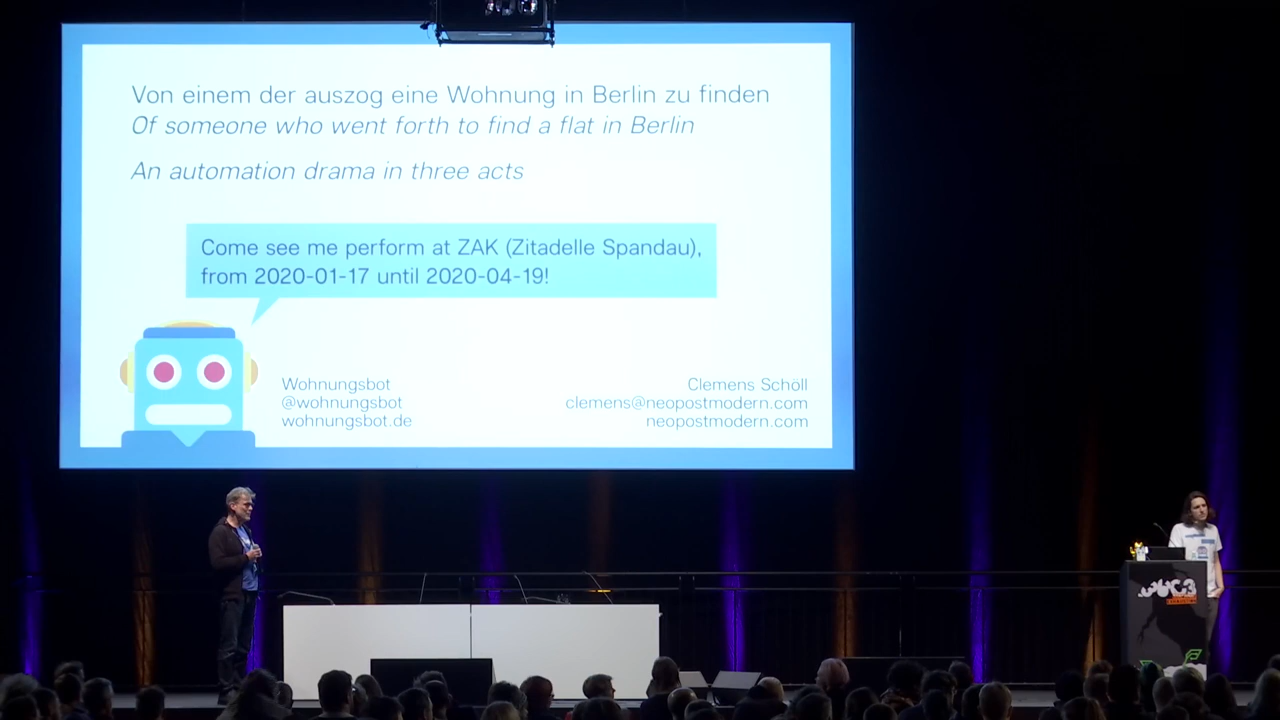 Von einem der auszog eine Wohnung in Berlin zu finden
Of someone who went forth to find a flat in Berlin
An automation drama in three acts
Come see me perform at ZAK (Zitadelle Spandau),
from 2020-01-17 until 2020-04-19!
Wohnungsbot
@wohnungsbot
wohnungsbot.de
Clemens Schöll
clemens@neopostmodern.com
neopostmodern.com